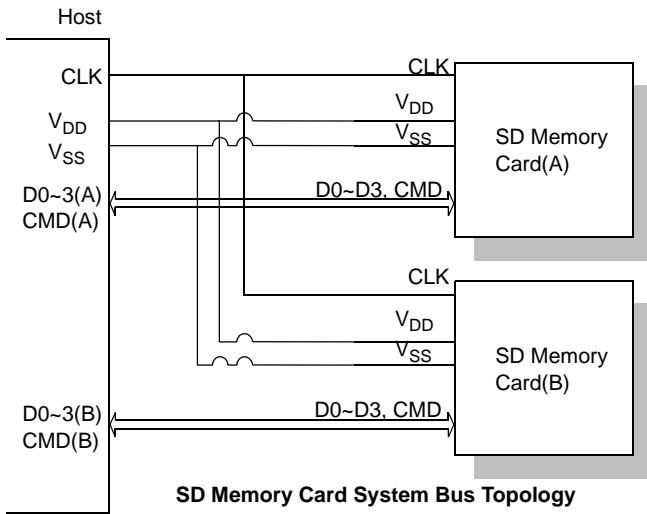 Host
CLK
VDD
VSS
D0~3(A)
CMD(A)
CLK
VDD
VSS
D0~D3, CMD
SD Memory
Card(A)
CLK
VDD
VSS
D0~D3, CMD
SD Memory
Card(B)
D0~3(B)
CMD(B)
SD Memory Card System Bus Topology